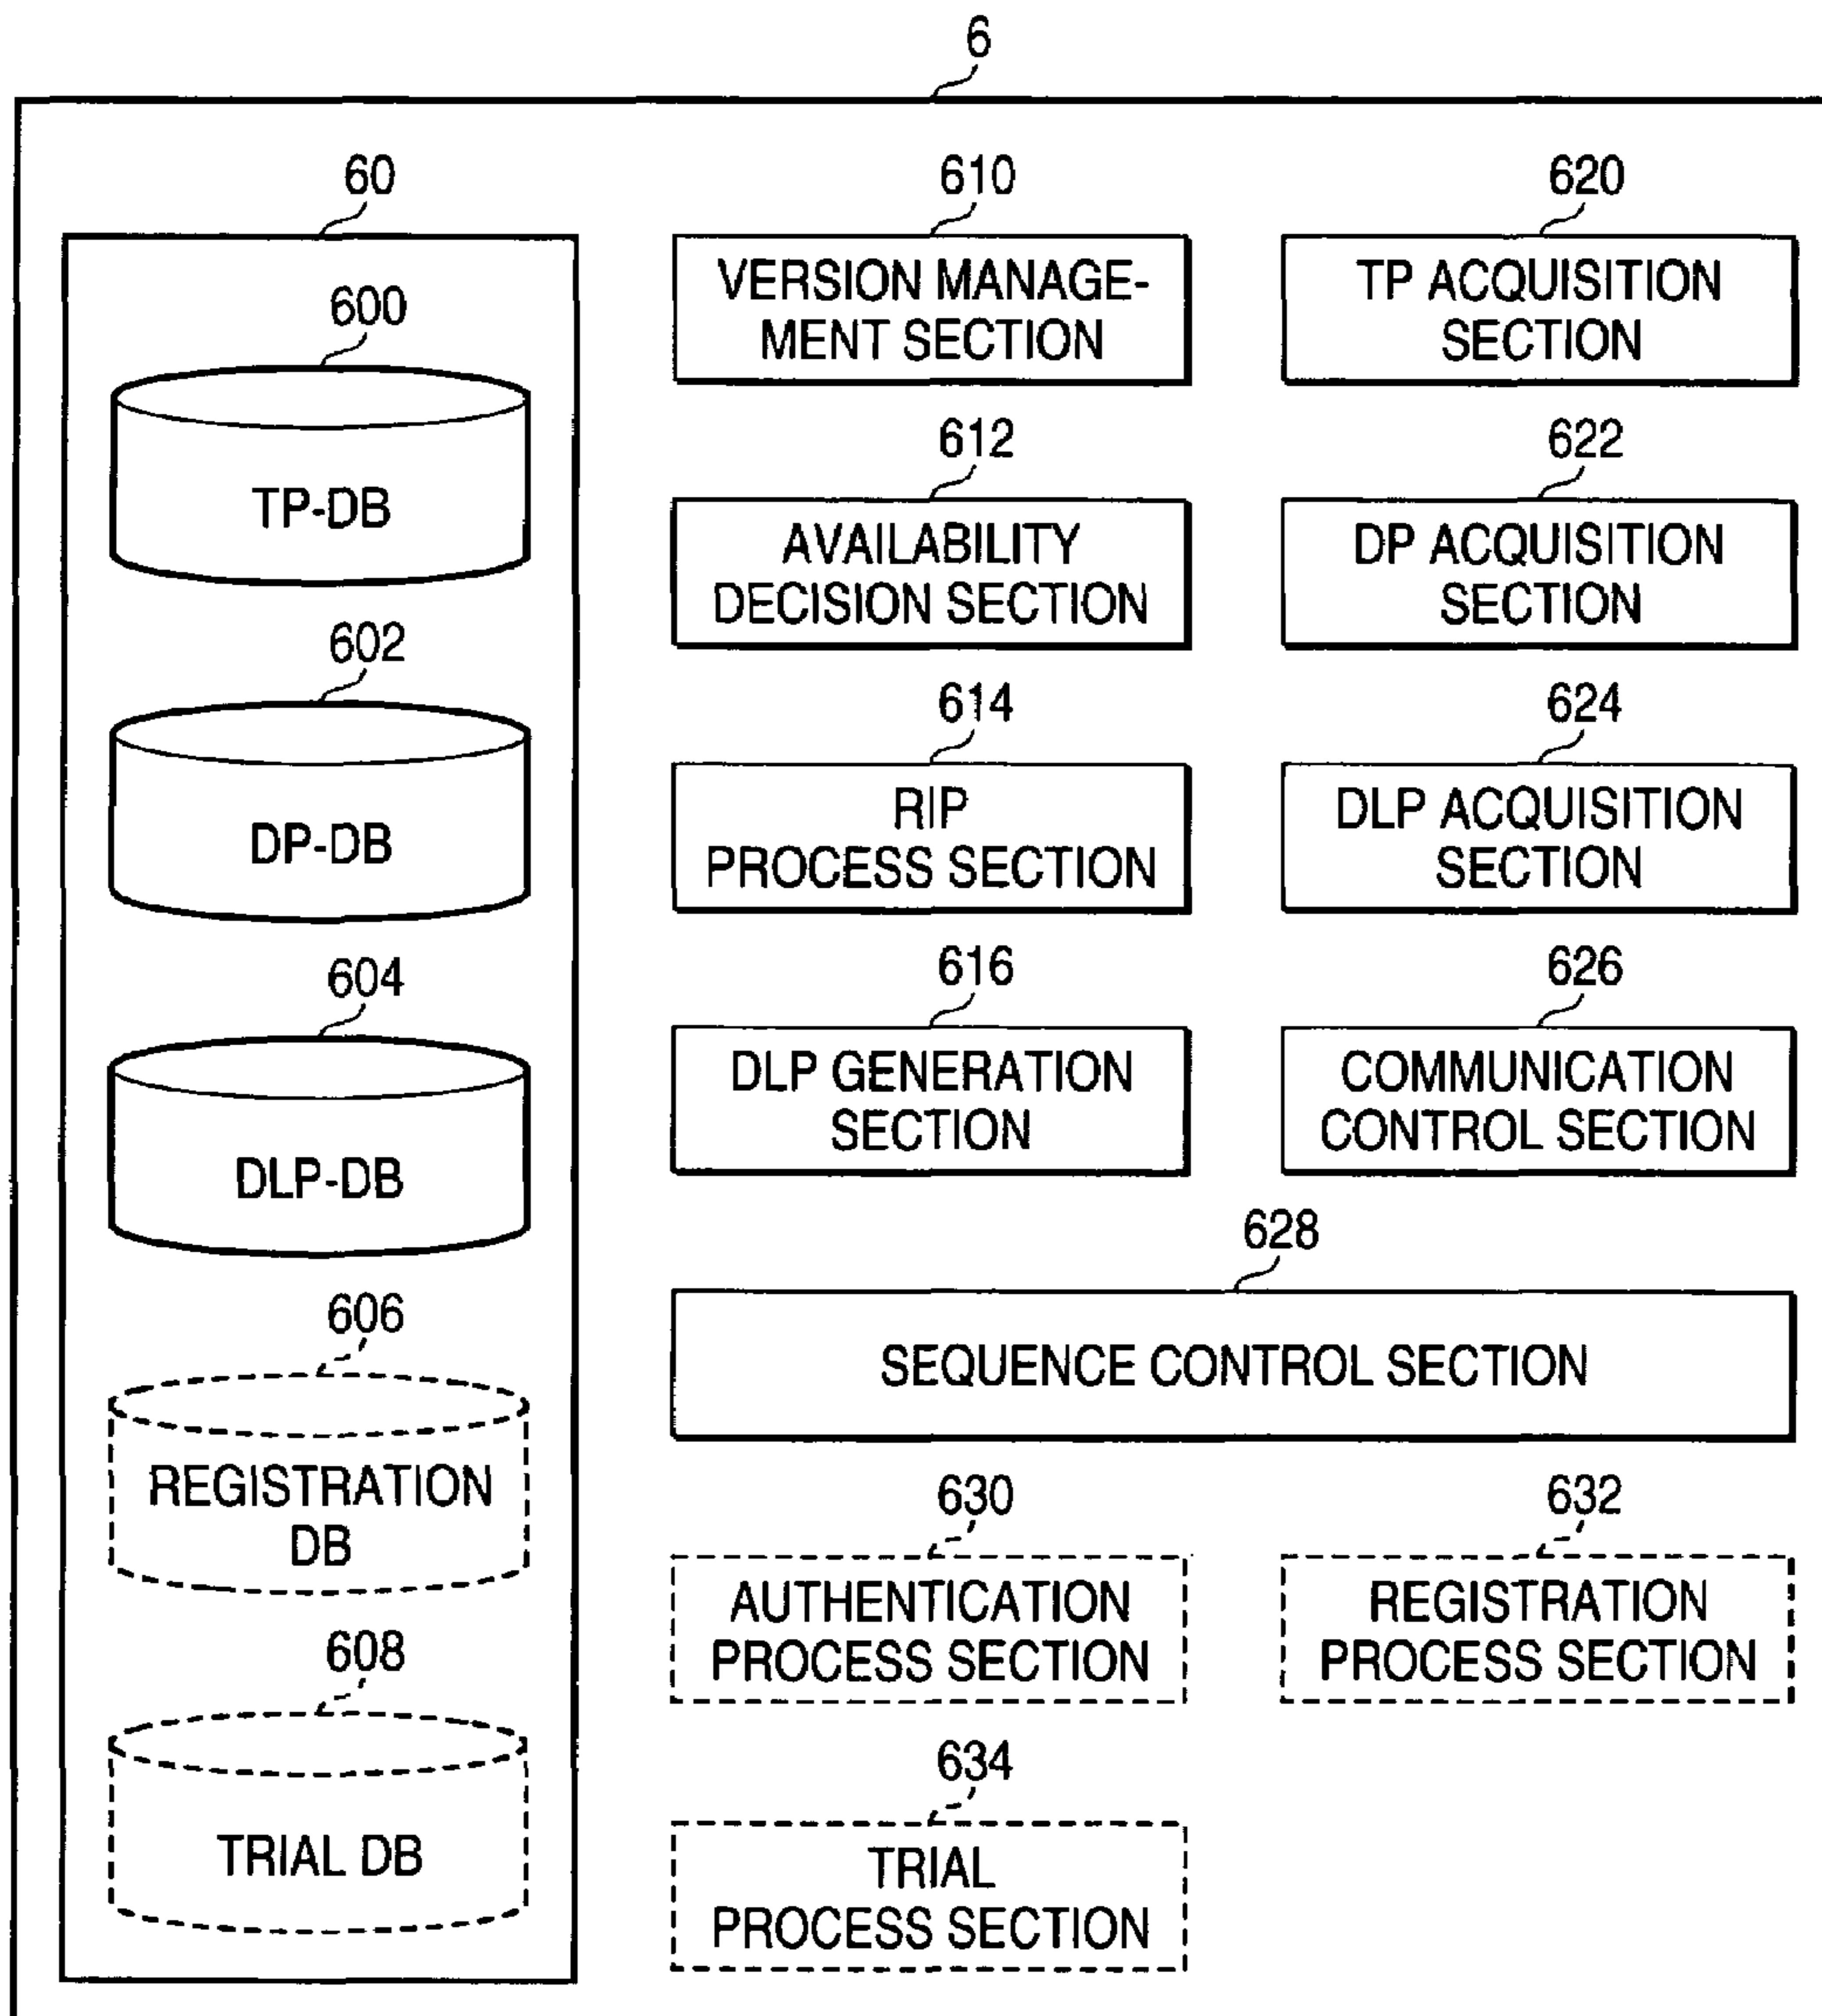 6
60
600
TP-DB
602
DP-DB
604
DLP-DB
606
REGISTRATION
DB
608
TRIAL DB
610
VERSION MANAGE-
MENT SECTION
620
TP ACQUISITION
SECTION
612
AVAILABILITY
DECISION SECTION
622
DP ACQUISITION
SECTION
614
RIP
PROCESS SECTION
624
DLP ACQUISITION
SECTION
616
DLP GENERATION
SECTION
626
COMMUNICATION
CONTROL SECTION
628
SEQUENCE CONTROL SECTION
630
AUTHENTICATION
PROCESS SECTION
632
REGISTRATION
PROCESS SECTION
634
TRIAL
PROCESS SECTION